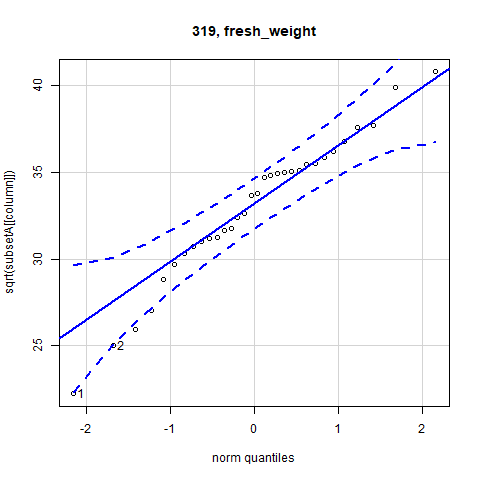 319, fresh_weight
sqrt(subsetA[[column]])
40
35
30
25
2
1
-2 -1 0 1 2
norm quantiles